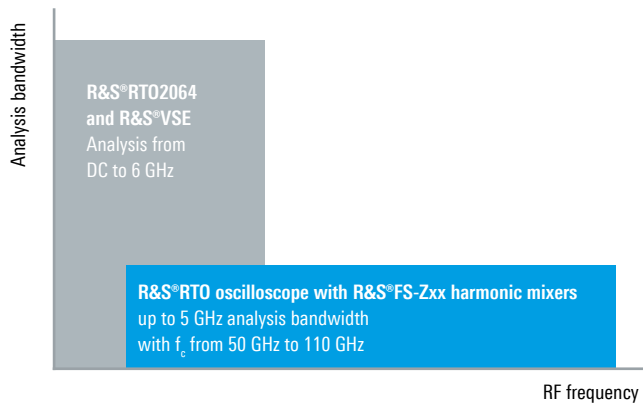 Analysis bandwidth
R&S®RTO2064
and R&S®VSE
Analysis from
DC to 6 GHz
R&S®RTO oscilloscope with R&S®FS-Zxx harmonic mixers
up to 5 GHz analysis bandwidth
with fc from 50 GHz to 110 GHz
RF frequency